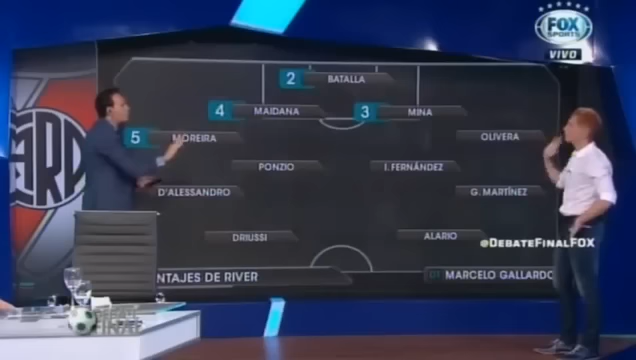 FOX
SPORTS
VIVO
2 BATALLA
4 MAIDANA
3 MINA
5 MOREIRA
OLIVERA
PONZIO
I. FERNÁNDEZ
D'ALESSANDRO
G. MARTÍNEZ
DRIUSSI
ALARIO
@DEBATEFINALFOX
NTAJES DE RIVER
MARCELO GALLARDO